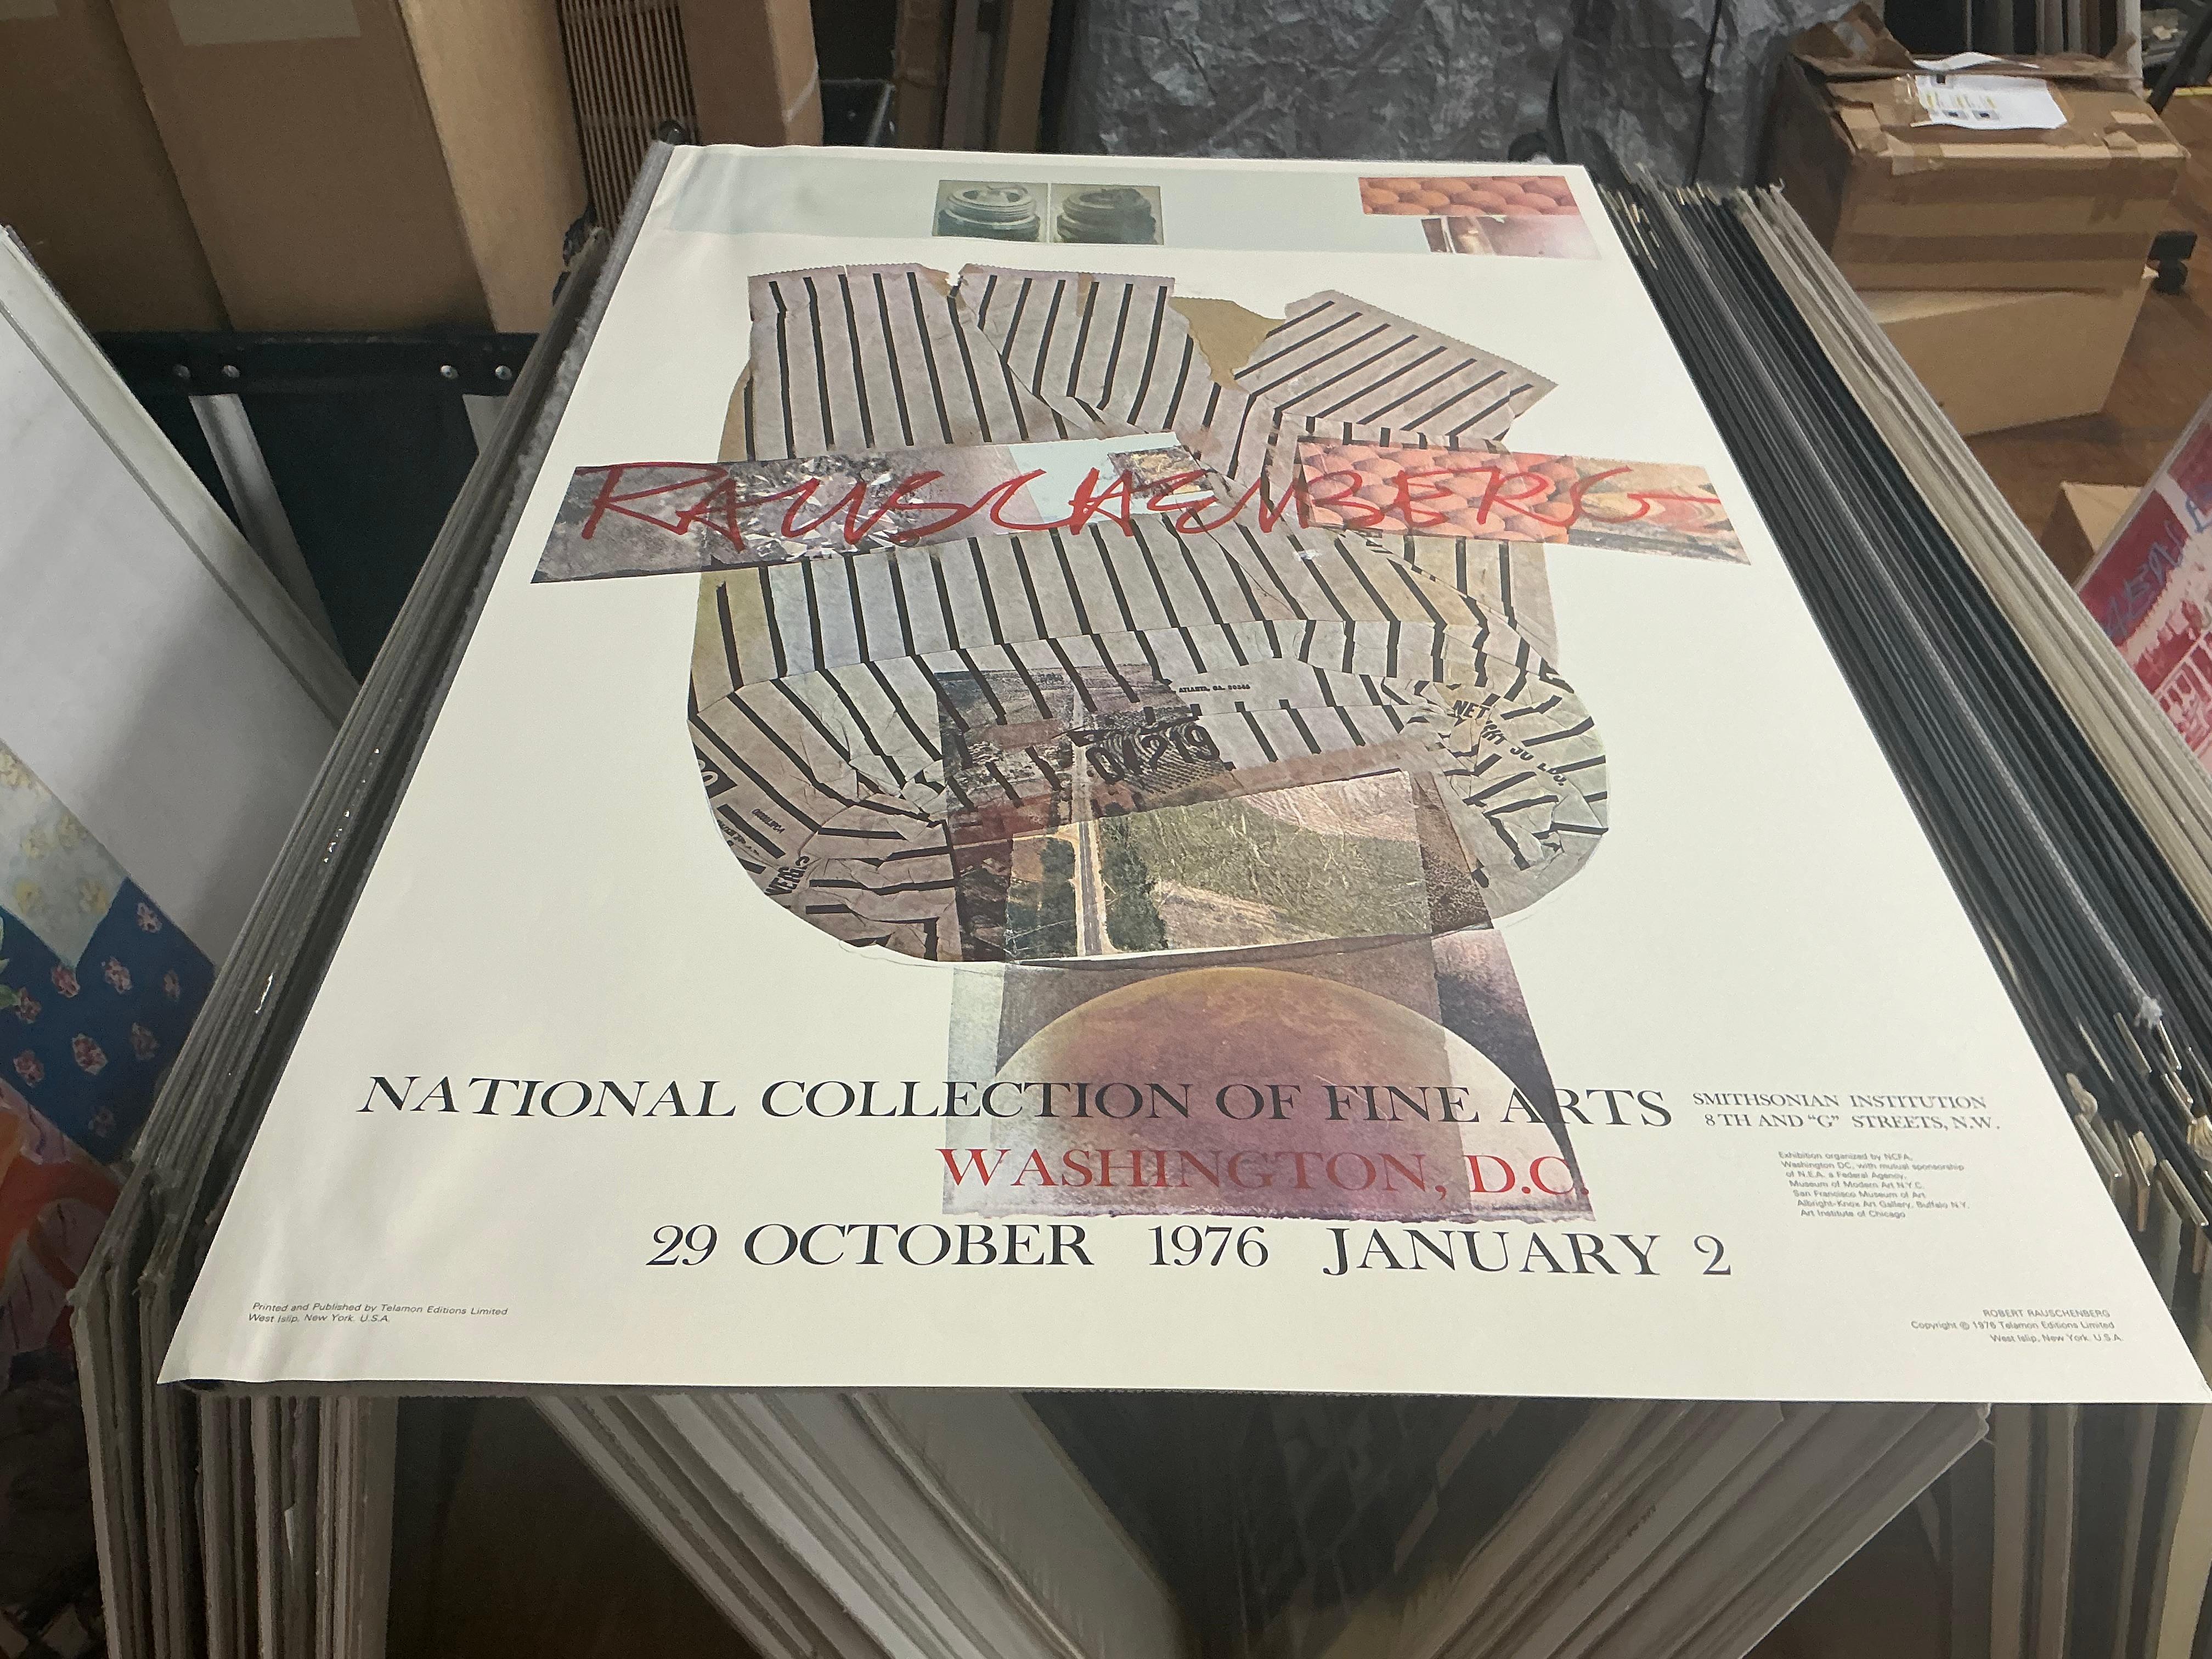 RAUSCHENBERG
ATLANTA, GA. 30345
0429
NET
NATIONAL COLLECTION OF FINE ARTS
SMITHSONIAN INSTITUTION
8TH AND "G" STREETS, N.W.
WASHINGTON, D.C.
Exhibition organized by NCFA,
Washington DC, with mutual sponsorship
of N.E.A. a Federal Agency,
Museum of Modern Art N.Y.C.
San Francisco Museum of Art
Albright-Knox Art Gallery, Buffalo N.Y.
Art Institute of Chicago
29 OCTOBER 1976 JANUARY 2
Printed and Published by Telamon Editions Limited
West Islip, New York. U.S.A.
ROBERT RAUSCHENBERG
Copyright © 1976 Telamon Editions Limited
West Islip, New York. U.S.A.